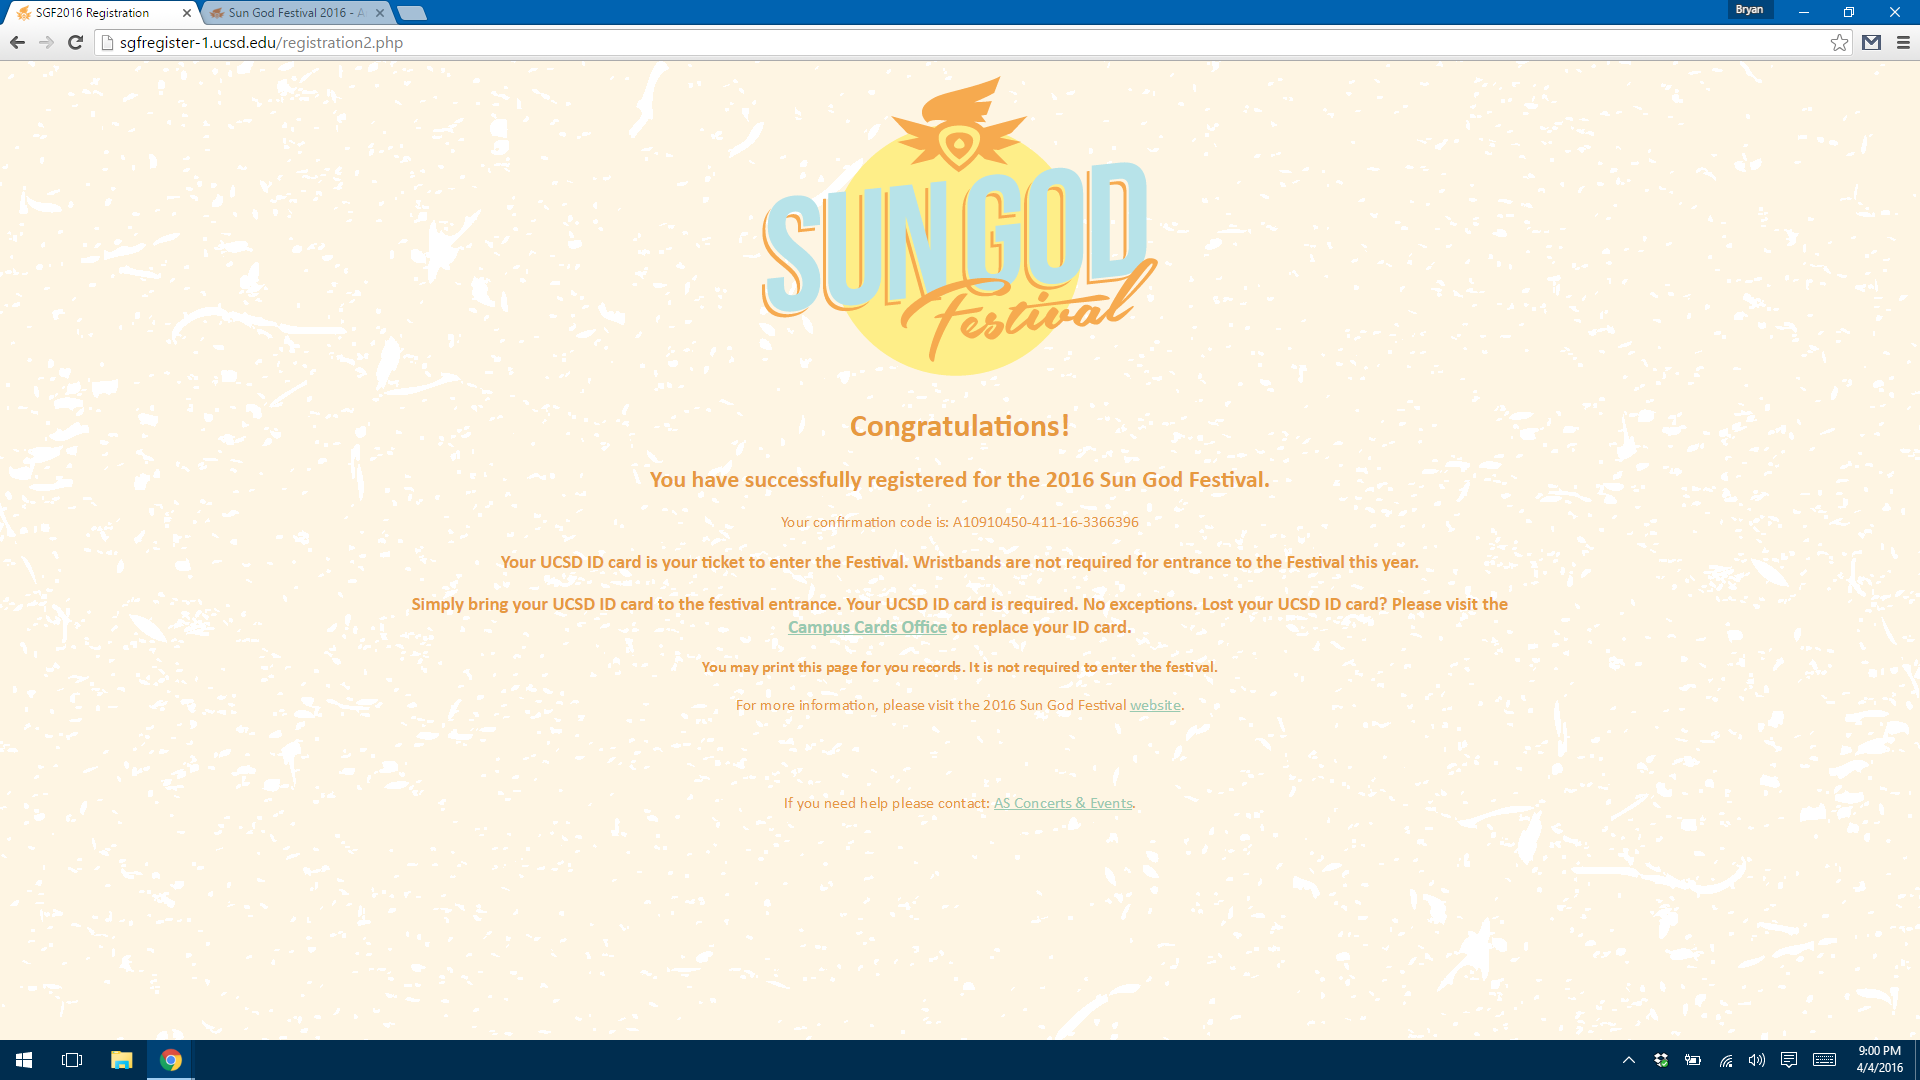 SGF2016 Registration
Sun God Festival 2016 - A
Bryan
sgfregister-1.ucsd.edu/registration2.php
SUN GOD
Festival
Congratulations!
You have successfully registered for the 2016 Sun God Festival.
Your confirmation code is: A10910450-411-16-3366396
Your UCSD ID card is your ticket to enter the Festival. Wristbands are not required for entrance to the Festival this year.
Simply bring your UCSD ID card to the festival entrance. Your UCSD ID card is required. No exceptions. Lost your UCSD ID card? Please visit the
Campus Cards Office to replace your ID card.
You may print this page for you records. It is not required to enter the festival.
For more information, please visit the 2016 Sun God Festival website.
If you need help please contact: AS Concerts & Events.
9:00 PM
4/4/2016